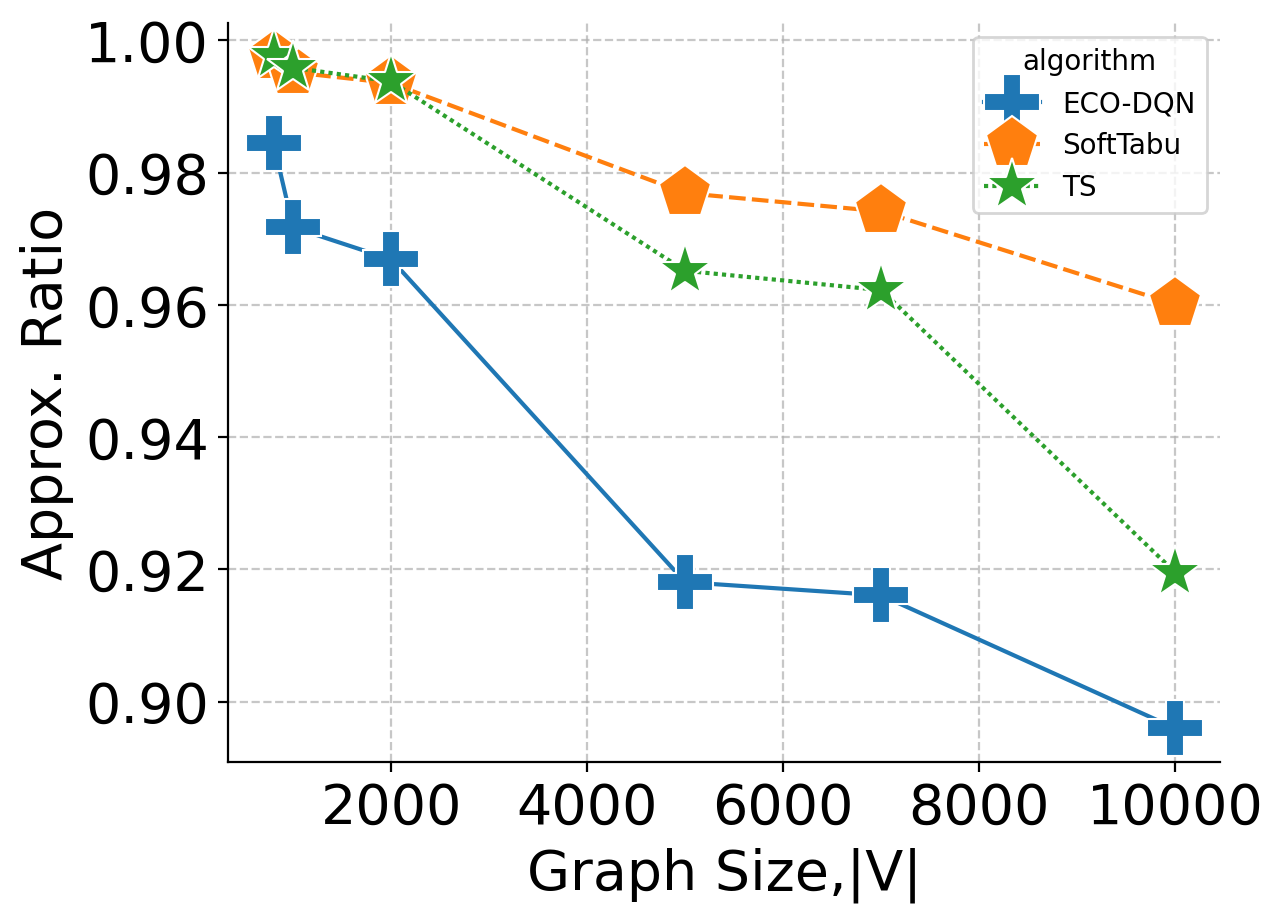 1.00
0.98
0.96
0.94
0.92
0.90
Approx. Ratio
algorithm
ECO-DQN
SoftTabu
TS
2000 4000 6000 8000 10000
Graph Size,|V|